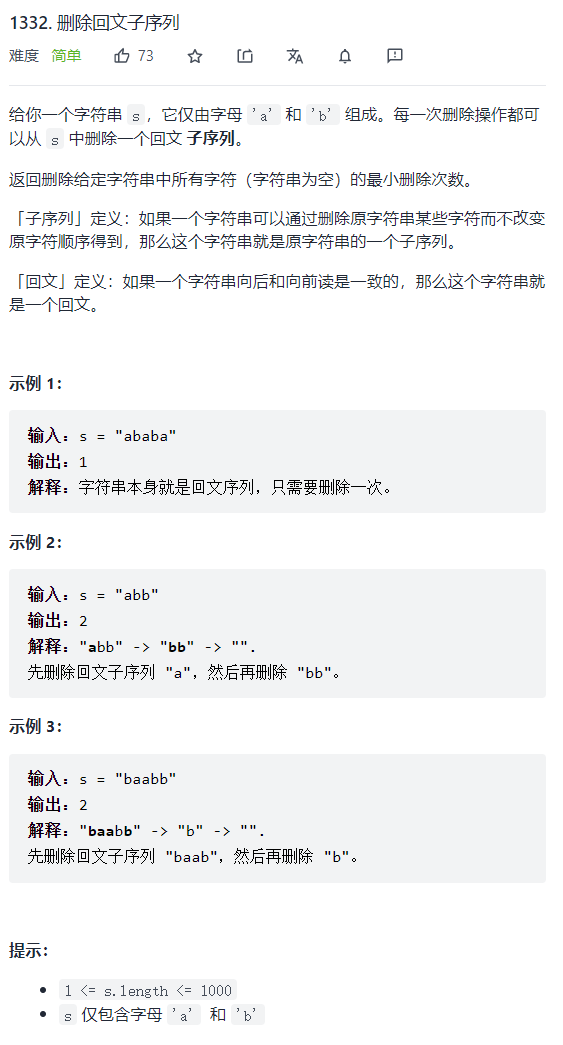 1332. 删除回文子序列
难度 简单 73
给你一个字符串 s，它仅由字母 'a' 和 'b' 组成。每一次删除操作都可
以从 s 中删除一个回文 子序列。
返回删除给定字符串中所有字符（字符串为空）的最小删除次数。
「子序列」定义：如果一个字符串可以通过删除原字符串某些字符而不改变
原字符顺序得到，那么这个字符串就是原字符串的一个子序列。
「回文」定义：如果一个字符串向后和向前读是一致的，那么这个字符串就
是一个回文。
示例 1：
输入：s = "ababa"
输出：1
解释：字符串本身就是回文序列，只需要删除一次。
示例 2：
输入：s = "abb"
输出：2
解释："abb" -> "bb" -> "".
先删除回文子序列 "a"，然后再删除 "bb"。
示例 3：
输入：s = "baabb"
输出：2
解释："baabb" -> "b" -> "".
先删除回文子序列 "baab"，然后再删除 "b"。
提示：
• 1 <= s.length <= 1000
• s 仅包含字母 'a' 和 'b'